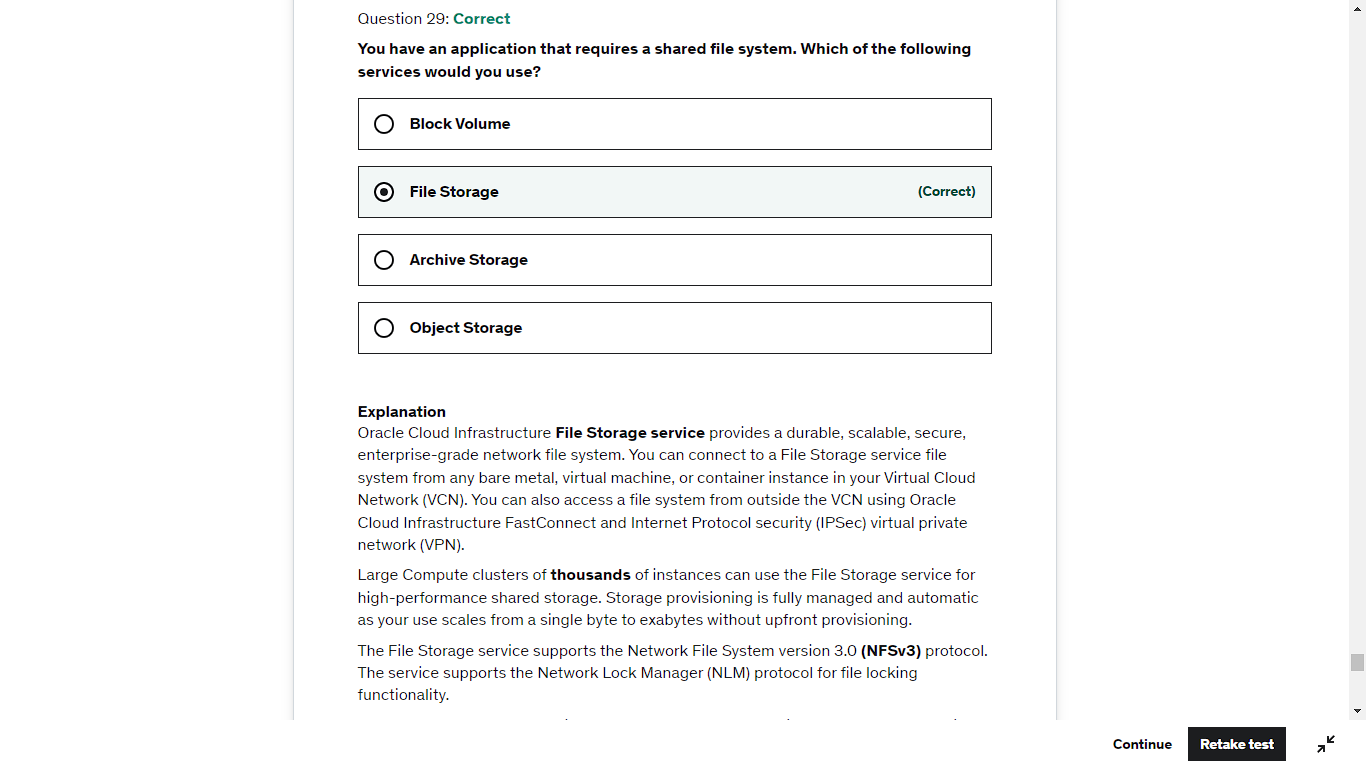 Question 29: Correct
You have an application that requires a shared file system. Which of the following
services would you use?
Block Volume
File Storage
(Correct)
Archive Storage
Object Storage
Explanation
Oracle Cloud Infrastructure File Storage service provides a durable, scalable, secure,
enterprise-grade network file system. You can connect to a File Storage service file
system from any bare metal, virtual machine, or container instance in your Virtual Cloud
Network (VCN). You can also access a file system from outside the VCN using Oracle
Cloud Infrastructure FastConnect and Internet Protocol security (IPSec) virtual private
network (VPN).
Large Compute clusters of thousands of instances can use the File Storage service for
high-performance shared storage. Storage provisioning is fully managed and automatic
as your use scales from a single byte to exabytes without upfront provisioning.
The File Storage service supports the Network File System version 3.0 (NFSv3) protocol.
The service supports the Network Lock Manager (NLM) protocol for file locking
functionality.
Continue
Retake test